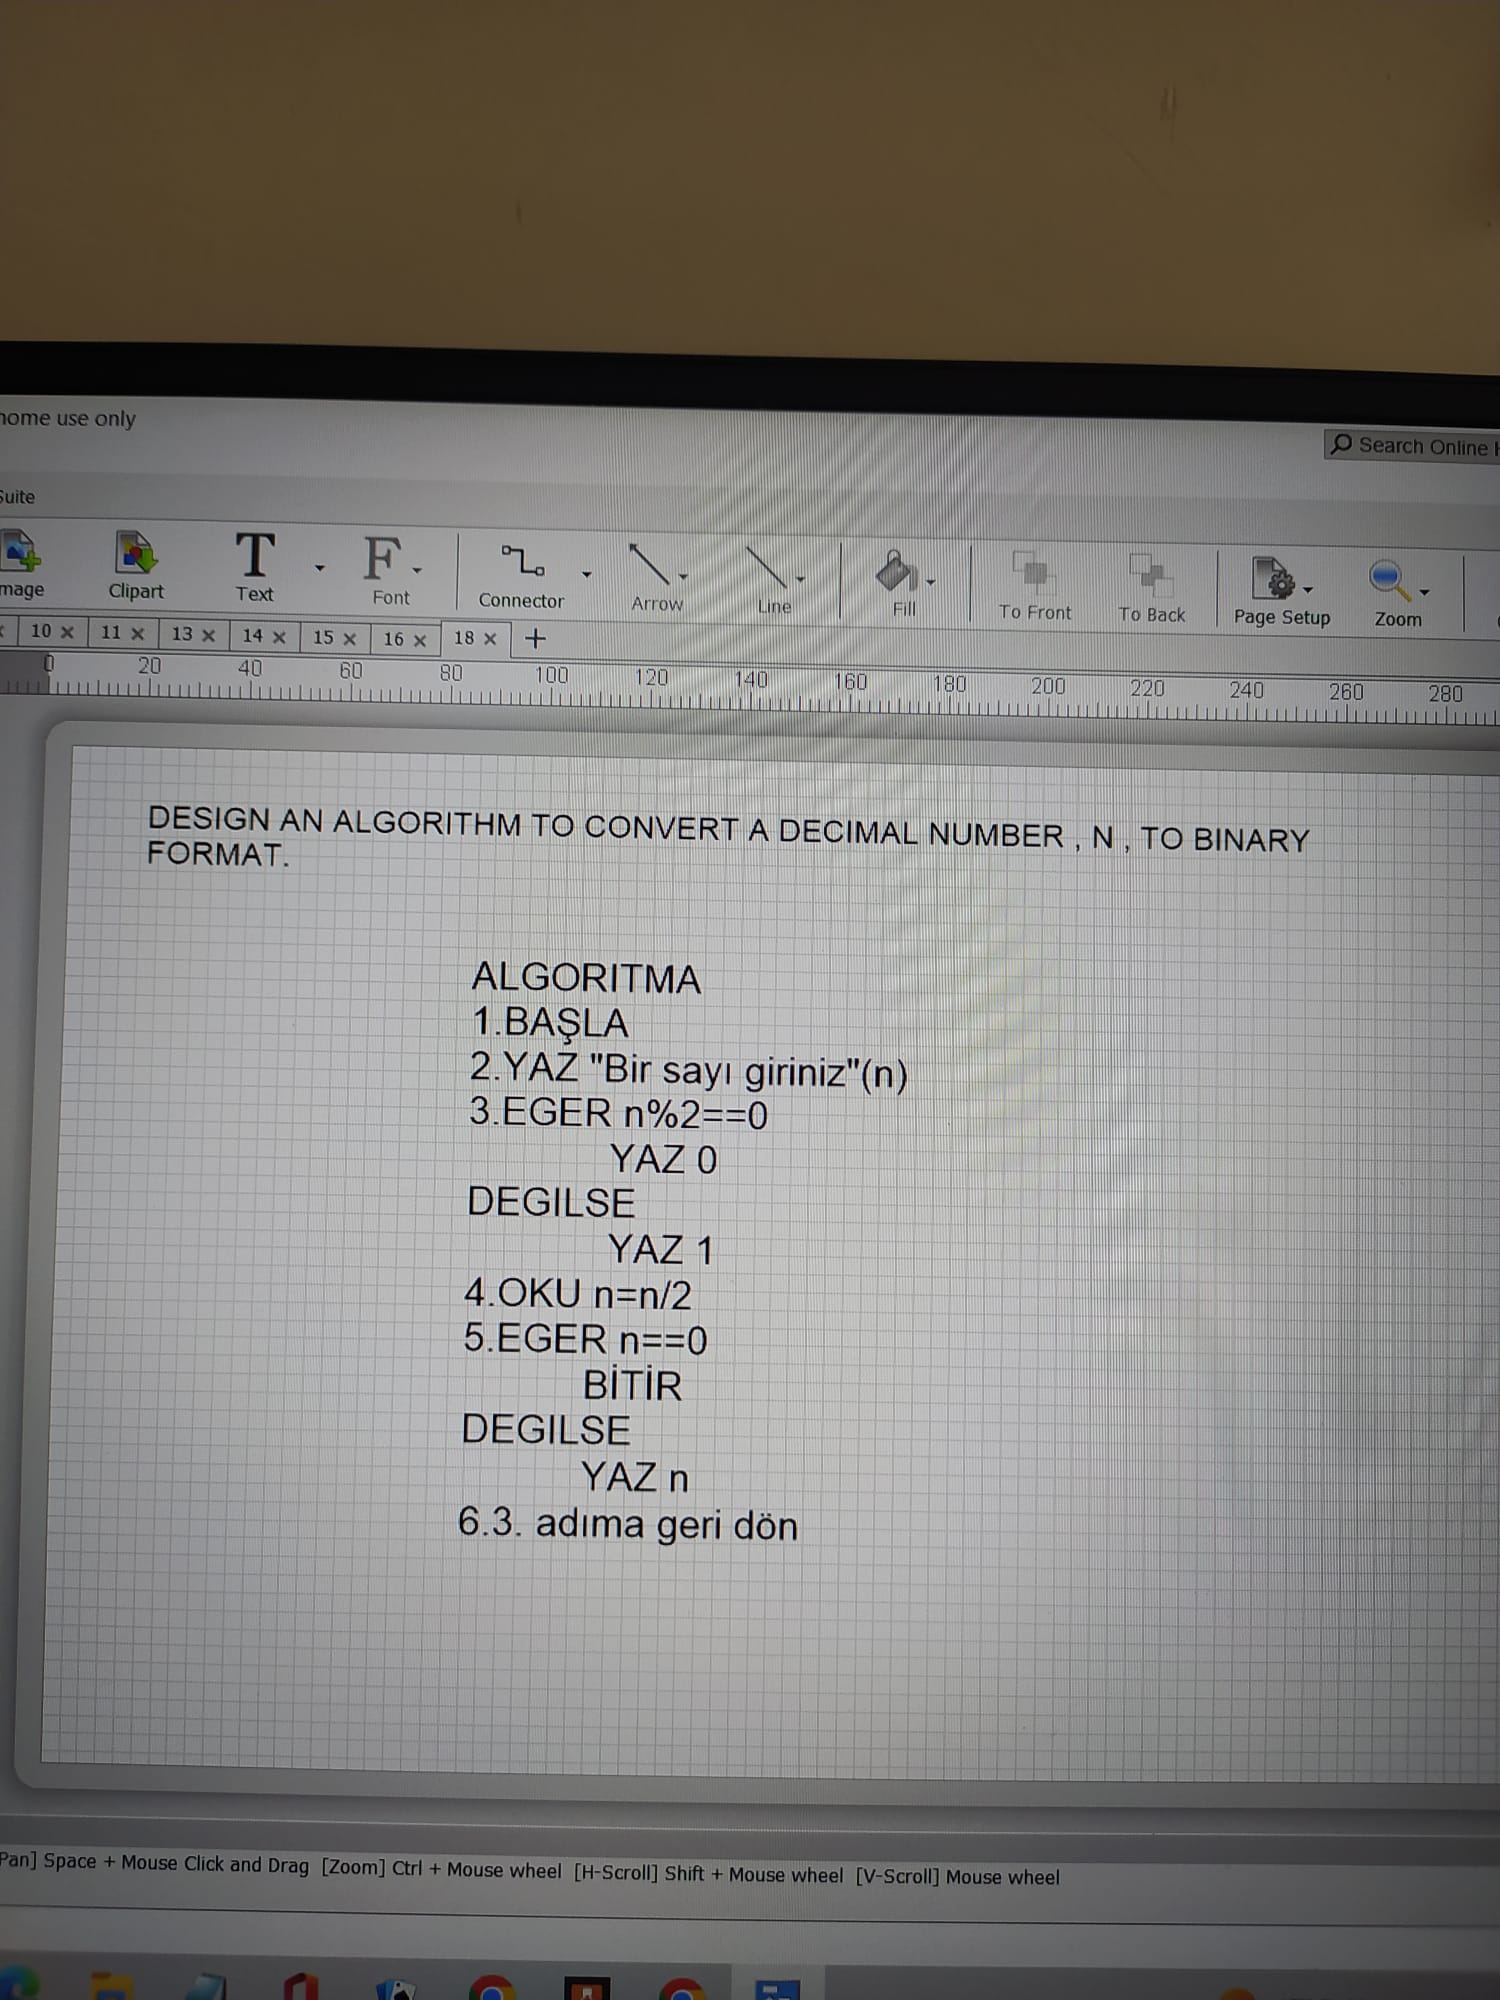 home use only
Search Online
Suite
Clipart
Text
Font
Connector
Arrow
Line
Fill
To Front
To Back
Page Setup
Zoom
10 11 13 14 15 16 18
0 20 40 60 80 100 120 140 160 180 200 220 240 260 280
DESIGN AN ALGORITHM TO CONVERT A DECIMAL NUMBER , N , TO BINARY
FORMAT.
ALGORITMA
1.BAŞLA
2.YAZ "Bir sayı giriniz"(n)
3.EGER n%2==0
YAZ 0
DEGILSE
YAZ 1
4.OKU n=n/2
5.EGER n==0
BİTİR
DEGILSE
YAZ n
6.3. adıma geri dön
Pan] Space + Mouse Click and Drag [Zoom] Ctrl + Mouse wheel [H-Scroll] Shift + Mouse wheel [V-Scroll] Mouse wheel